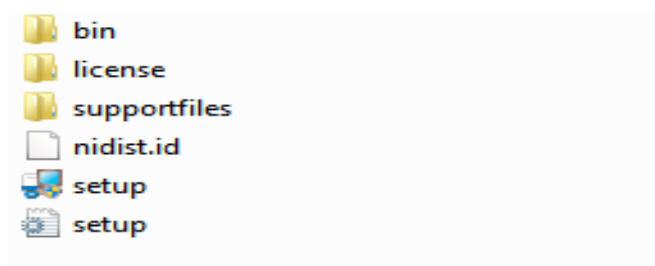 bin
license
supportfiles
nidist.id
setup
setup